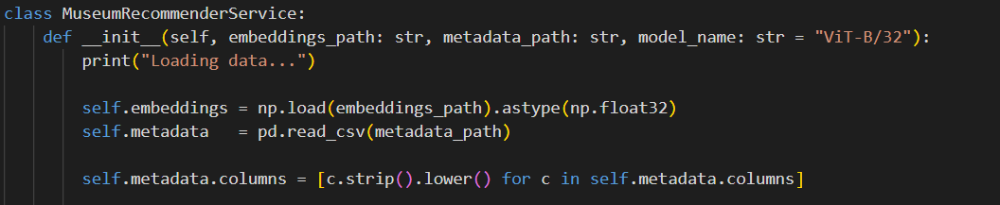 class MuseumRecommenderService:
    def __init__(self, embeddings_path: str, metadata_path: str, model_name: str = "ViT-B/32"):
        print("Loading data...")

        self.embeddings = np.load(embeddings_path).astype(np.float32)
        self.metadata   = pd.read_csv(metadata_path)

        self.metadata.columns = [c.strip().lower() for c in self.metadata.columns]